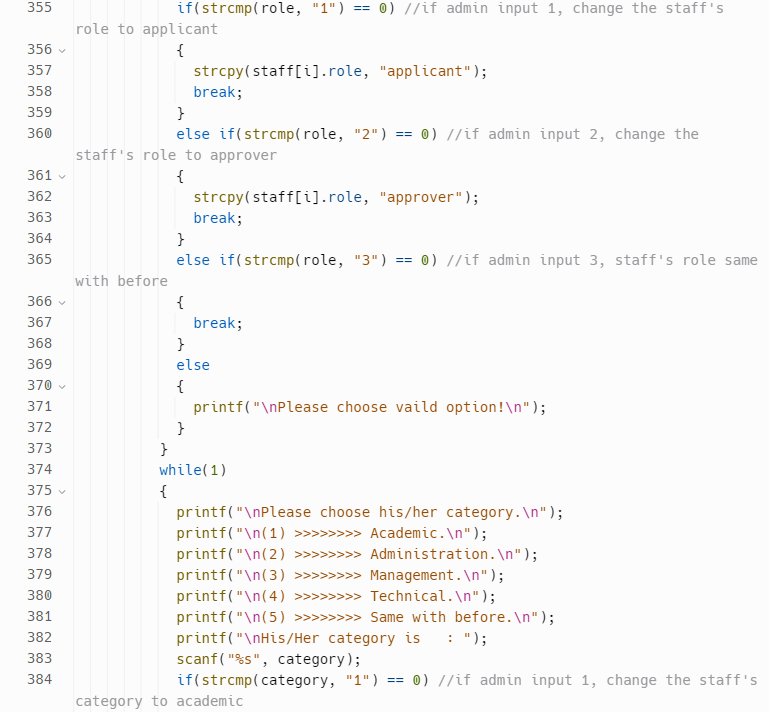 355 if(strcmp(role, "1") == 0) //if admin input 1, change the staff's
role to applicant
356 {
357 strcpy(staff[i].role, "applicant");
358 break;
359 }
360 else if(strcmp(role, "2") == 0) //if admin input 2, change the
staff's role to approver
361 {
362 strcpy(staff[i].role, "approver");
363 break;
364 }
365 else if(strcmp(role, "3") == 0) //if admin input 3, staff's role same
with before
366 {
367 break;
368 }
369 else
370 {
371 printf("\nPlease choose vaild option!\n");
372 }
373 }
374 while(1)
375 {
376 printf("\nPlease choose his/her category.\n");
377 printf("\n(1) >>>>>>>> Academic.\n");
378 printf("\n(2) >>>>>>>> Administration.\n");
379 printf("\n(3) >>>>>>>> Management.\n");
380 printf("\n(4) >>>>>>>> Technical.\n");
381 printf("\n(5) >>>>>>>> Same with before.\n");
382 printf("\nHis/Her category is   : ");
383 scanf("%s", category);
384 if(strcmp(category, "1") == 0) //if admin input 1, change the staff's
category to academic